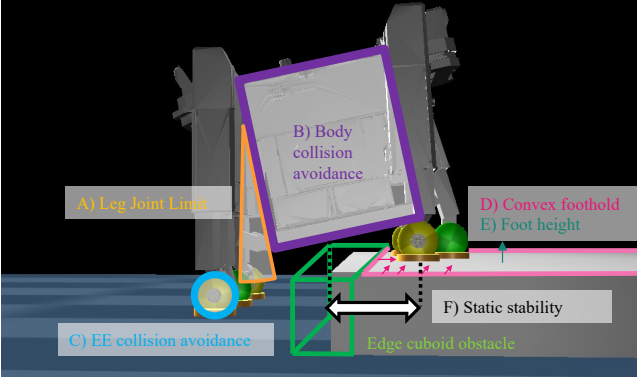 B) Body
collision
avoidance
A) Leg Joint Limit
D) Convex foothold
E) Foot height
F) Static stability
C) EE collision avoidance
Edge cuboid obstacle